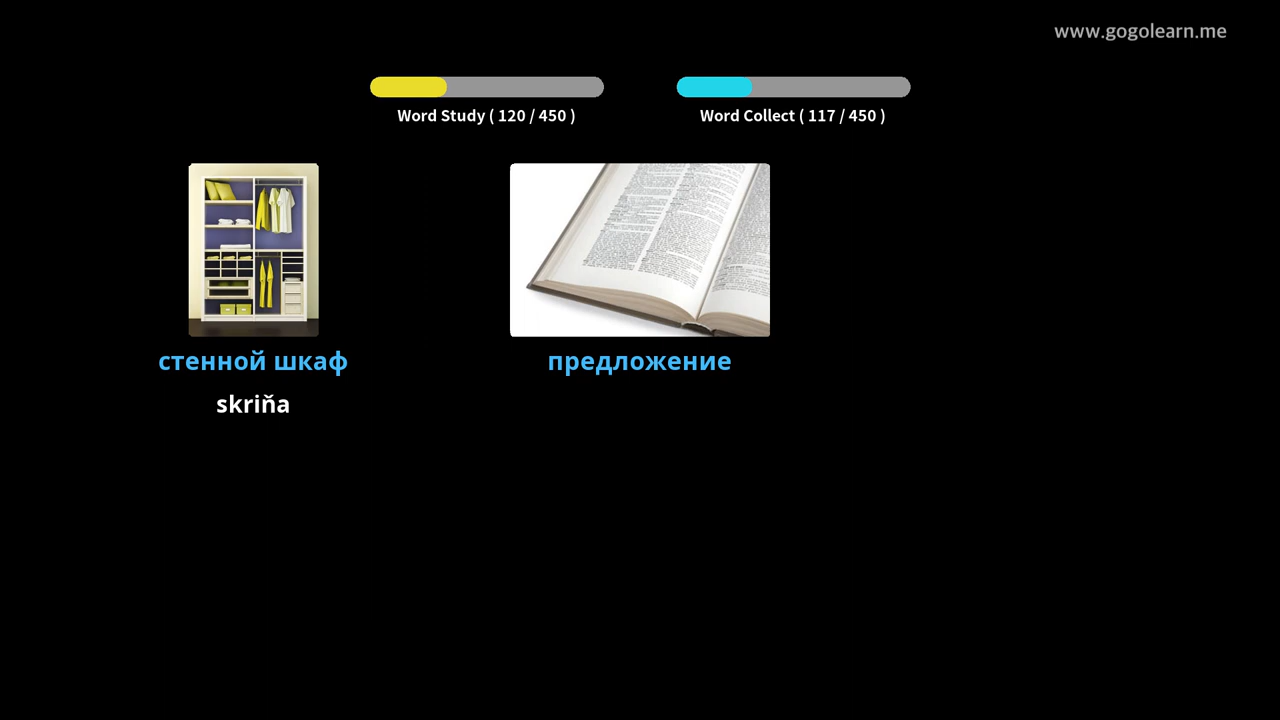 www.gogolearn.me
Word Study ( 120 / 450 )
Word Collect ( 117 / 450 )
стенной шкаф
skriňa
предложение